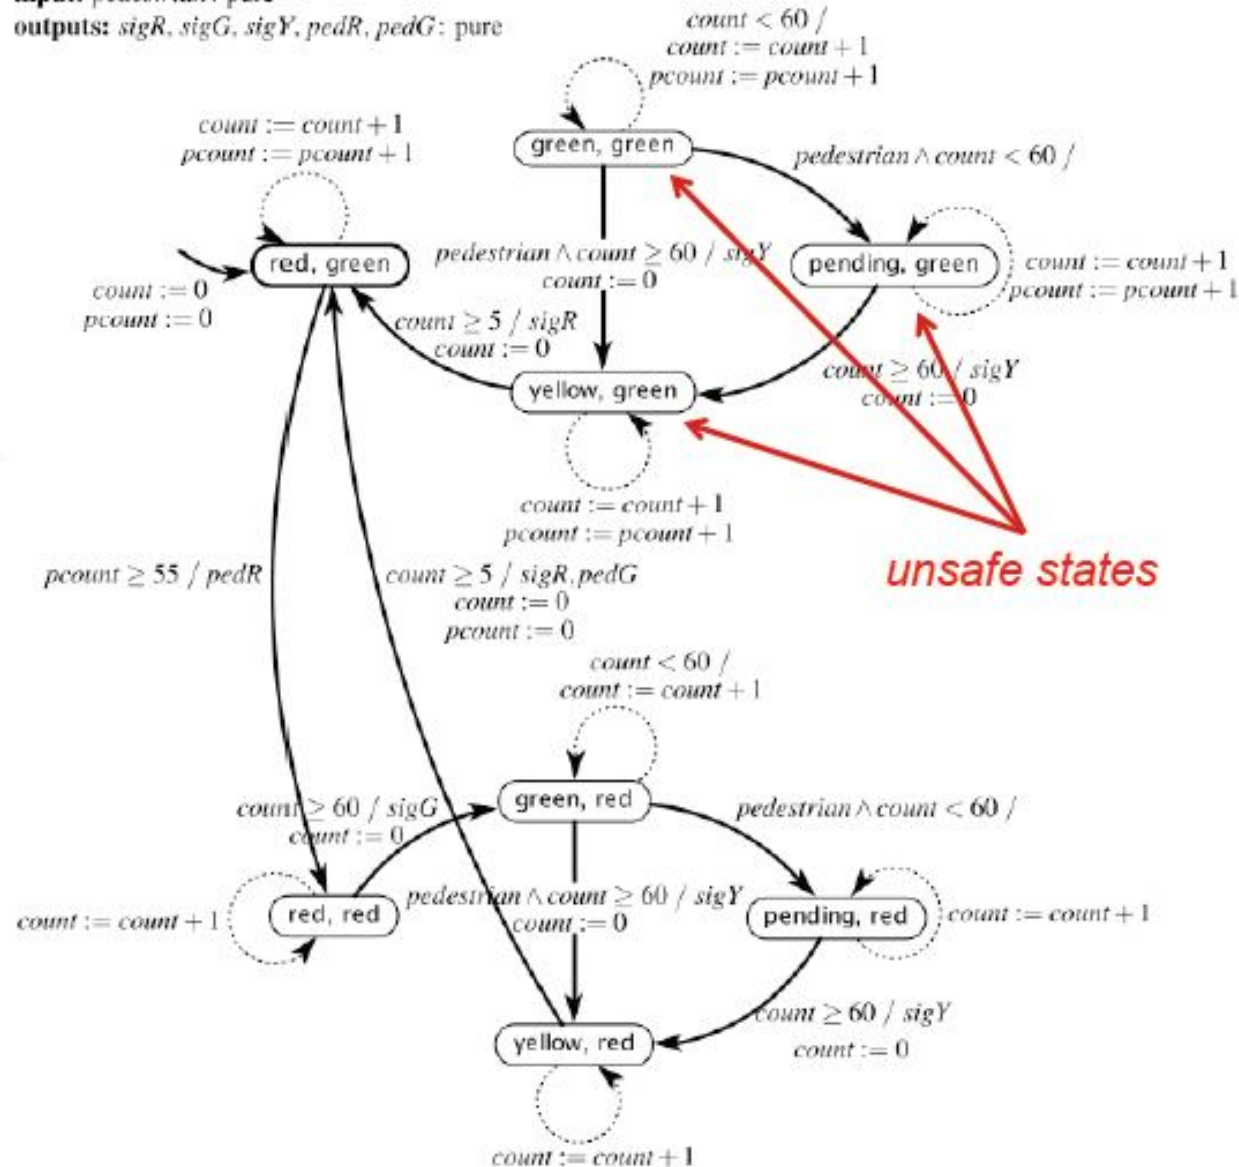 outputs: sigR, sigG, sigY, pedR, pedG: pure
count < 60 /
count := count + 1
pcount := pcount + 1
count := count + 1
pcount := pcount + 1
green, green
pedestrian ∧ count < 60 /
red, green
pedestrian ∧ count ≥ 60 / sigY
count := 0
pending, green
count := count + 1
pcount := pcount + 1
count := 0
pcount := 0
count ≥ 5 / sigR
count := 0
yellow, green
count ≥ 60 / sigY
count := 0
count := count + 1
pcount := pcount + 1
unsafe states
pcount ≥ 55 / pedR
count ≥ 5 / sigR, pedG
count := 0
pcount := 0
count < 60 /
count := count + 1
green, red
count ≥ 60 / sigG
count := 0
pedestrian ∧ count < 60 /
red, red
count := count + 1
pedestrian ∧ count ≥ 60 / sigY
count := 0
pending, red
count := count + 1
yellow, red
count ≥ 60 / sigY
count := 0
count := count + 1